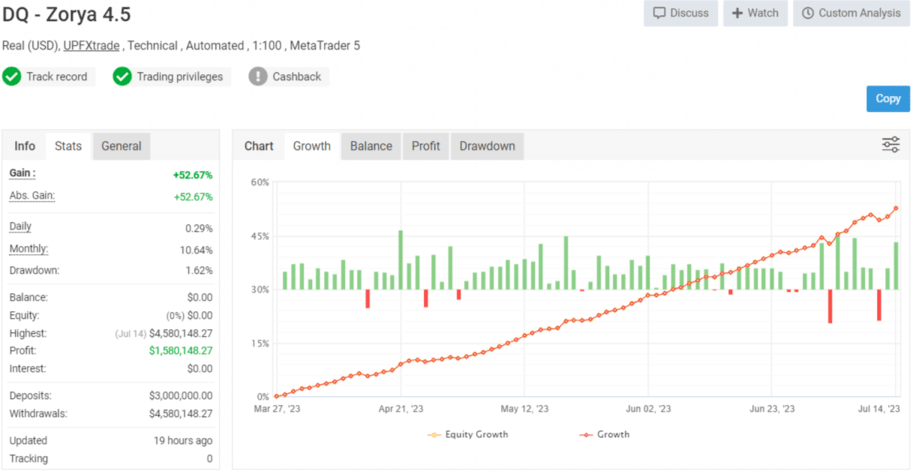 DQ - Zorya 4.5
Discuss
Watch
Custom Analysis
Real (USD), UPFXtrade , Technical , Automated , 1:100 , MetaTrader 5
Track record
Trading privileges
Cashback
Copy
Info Stats General
Gain : +52.67%
Abs. Gain: +52.67%
Daily 0.29%
Monthly: 10.64%
Drawdown: 1.62%
Balance: $0.00
Equity: (0%) $0.00
Highest: (Jul 14) $4,580,148.27
Profit: $1,580,148.27
Interest: $0.00
Deposits: $3,000,000.00
Withdrawals: $4,580,148.27
Updated 19 hours ago
Tracking 0
Chart Growth Balance Profit Drawdown
60%
45%
30%
15%
0%
Mar 27, '23 Apr 21, '23 May 12, '23 Jun 02, '23 Jun 23, '23 Jul 14, '23
Equity Growth Growth